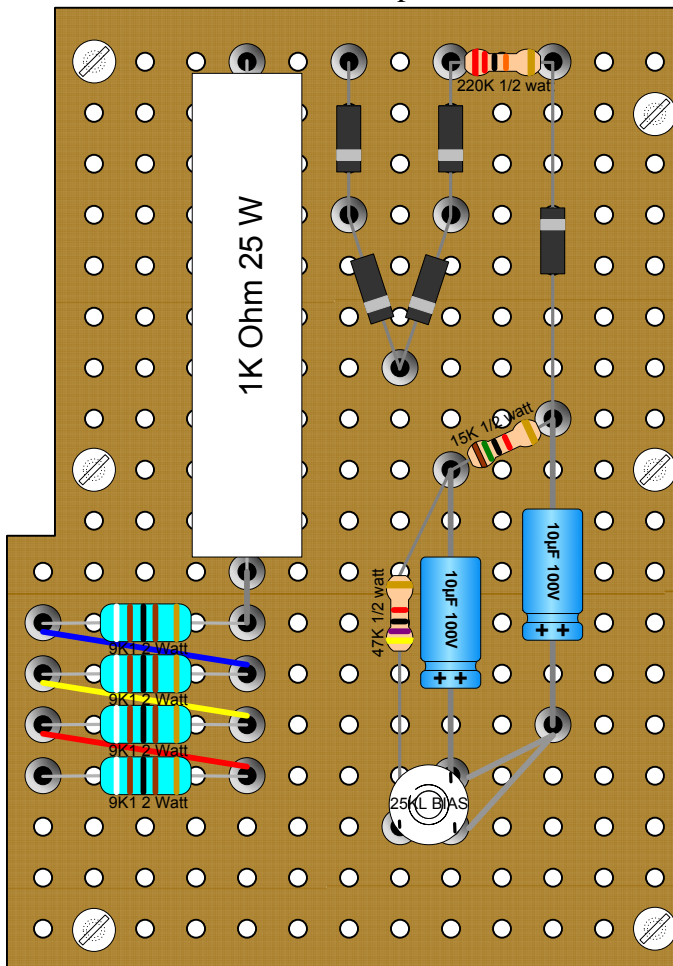 220K 1/2 wat
1K Ohm 25 W
15K 1/2 watt
10µF 100V
10µF 100V
47K 1/2 watt
9K1 2 Watt
9K1 2 Watt
9K1 2 Watt
9K1 2 Watt
25KL BIAS